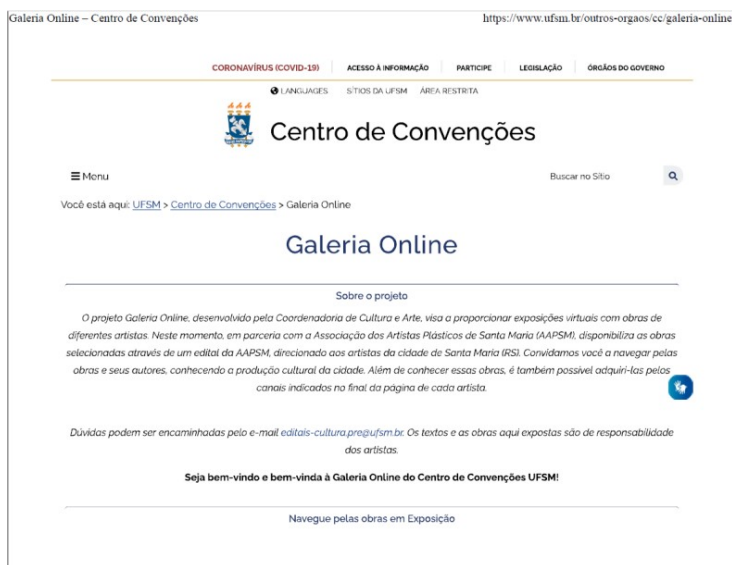 Galeria Online – Centro de Convenções
https://www.ufsm.br/outros-orgaos/cc/galeria-online
CORONAVÍRUS (COVID-19) ACESSO À INFORMAÇÃO PARTICIPE LEGISLAÇÃO ÓRGÃOS DO GOVERNO
LANGUAGES SÍTIOS DA UFSM ÁREA RESTRITA
Centro de Convenções
Menu
Buscar no Sítio
Você está aqui: UFSM > Centro de Convenções > Galeria Online
Galeria Online
Sobre o projeto
O projeto Galeria Online, desenvolvido pela Coordenadoria de Cultura e Arte, visa a proporcionar exposições virtuais com obras de
diferentes artistas. Neste momento, em parceria com a Associação dos Artistas Plásticos de Santa Maria (AAPSM), disponibiliza as obras
selecionadas através de um edital da AAPSM, direcionado aos artistas da cidade de Santa Maria (RS). Convidamos você a navegar pelas
obras e seus autores, conhecendo a produção cultural da cidade. Além de conhecer essas obras, é também possível adquiri-las pelos
canais indicados no final da página de cada artista.
Dúvidas podem ser encaminhadas pelo e-mail editais-cultura.pre@ufsm.br. Os textos e as obras aqui expostas são de responsabilidade
dos artistas.
Seja bem-vindo e bem-vinda à Galeria Online do Centro de Convenções UFSM!
Navegue pelas obras em Exposição